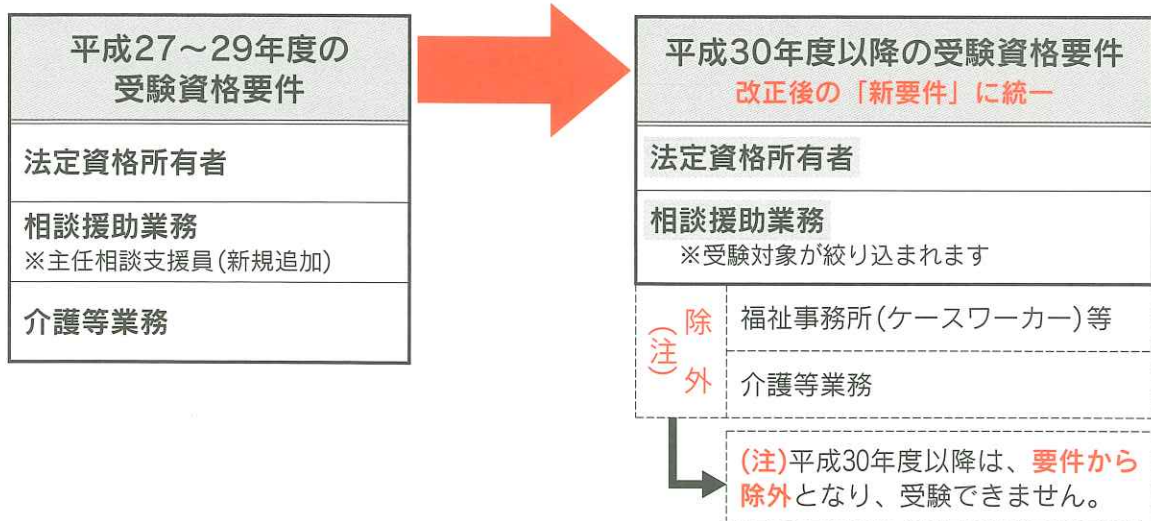 平成27～29年度の
受験資格要件
法定資格所有者
相談援助業務
※主任相談支援員(新規追加)
介護等業務
平成30年度以降の受験資格要件
改正後の「新要件」に統一
法定資格所有者
相談援助業務
※受験対象が絞り込まれます
除外
(注)
福祉事務所(ケースワーカー)等
介護等業務
(注)平成30年度以降は、要件から
除外となり、受験できません。